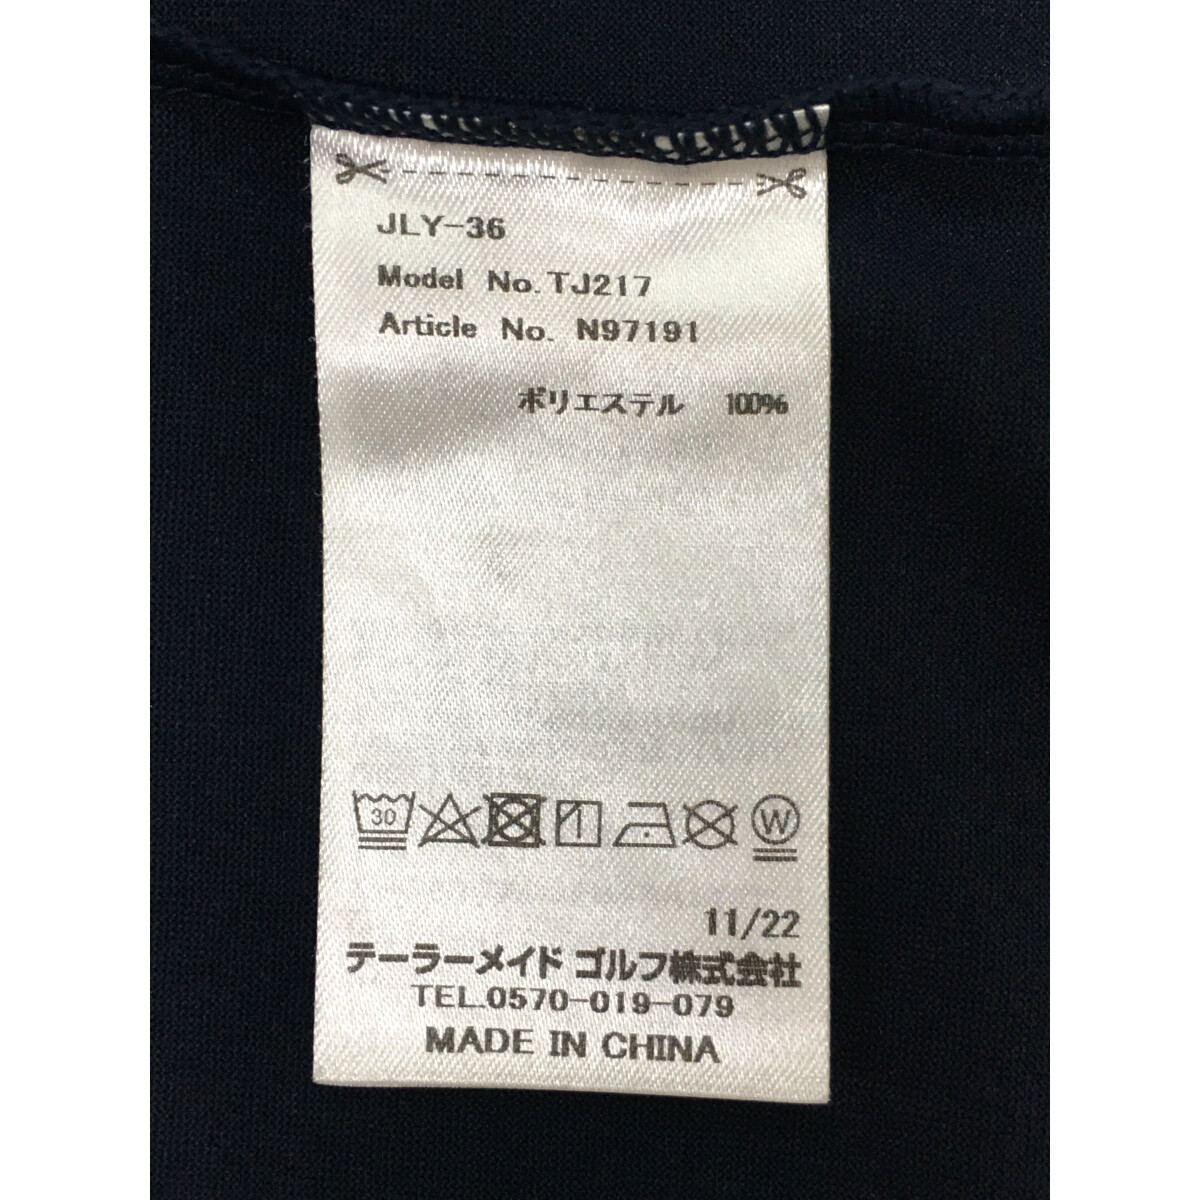 JLY-36
Model No. TJ217
Article No. N97191
ポリエステル 100%
30 W
11/22
テーラーメイド ゴルフ株式会社
TEL.0570-019-079
MADE IN CHINA